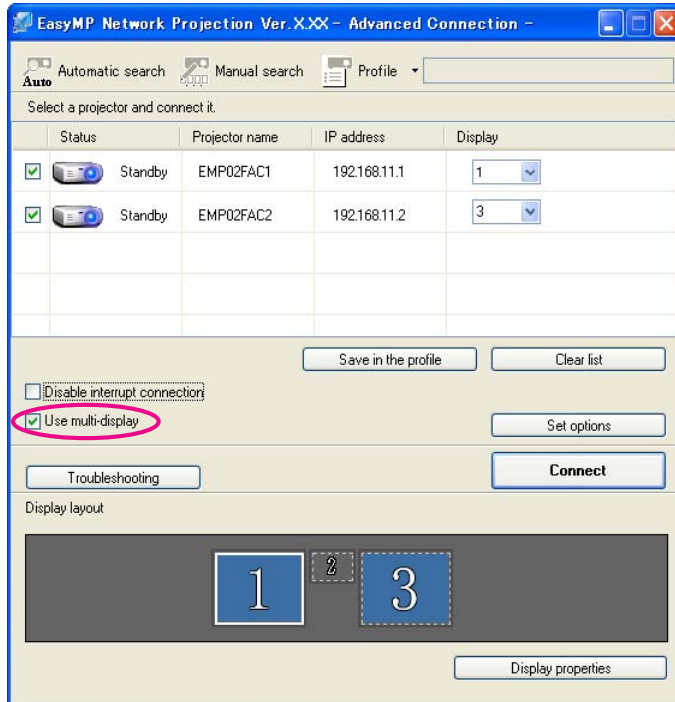 EasyMP Network Projection Ver.X.XX - Advanced Connection -
Auto Automatic search Manual search Profile
Select a projector and connect it.
Status Projector name IP address Display
Standby EMP02FAC1 192.168.11.1 1
Standby EMP02FAC2 192.168.11.2 3
Save in the profile Clear list
Disable interrupt connection
Use multi-display
Set options
Troubleshooting Connect
Display layout
1 2 3
Display properties